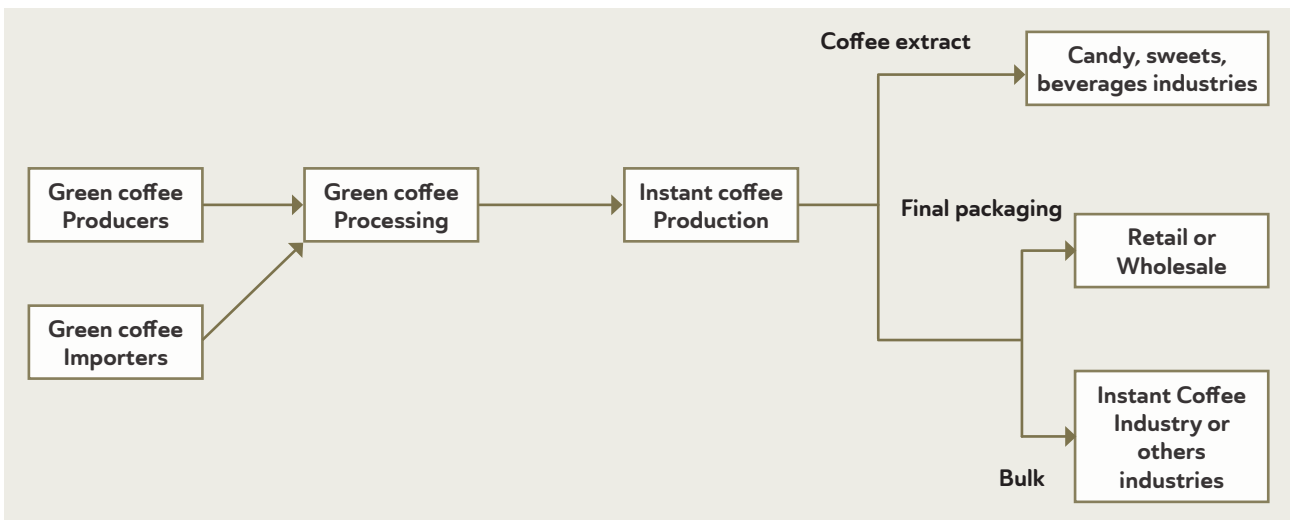 Coffee extract
Candy, sweets,
beverages industries
Green coffee
Producers
Green coffee
Processing
Instant coffee
Production
Final packaging
Retail or
Wholesale
Green coffee
Importers
Instant Coffee
Industry or
others
industries
Bulk